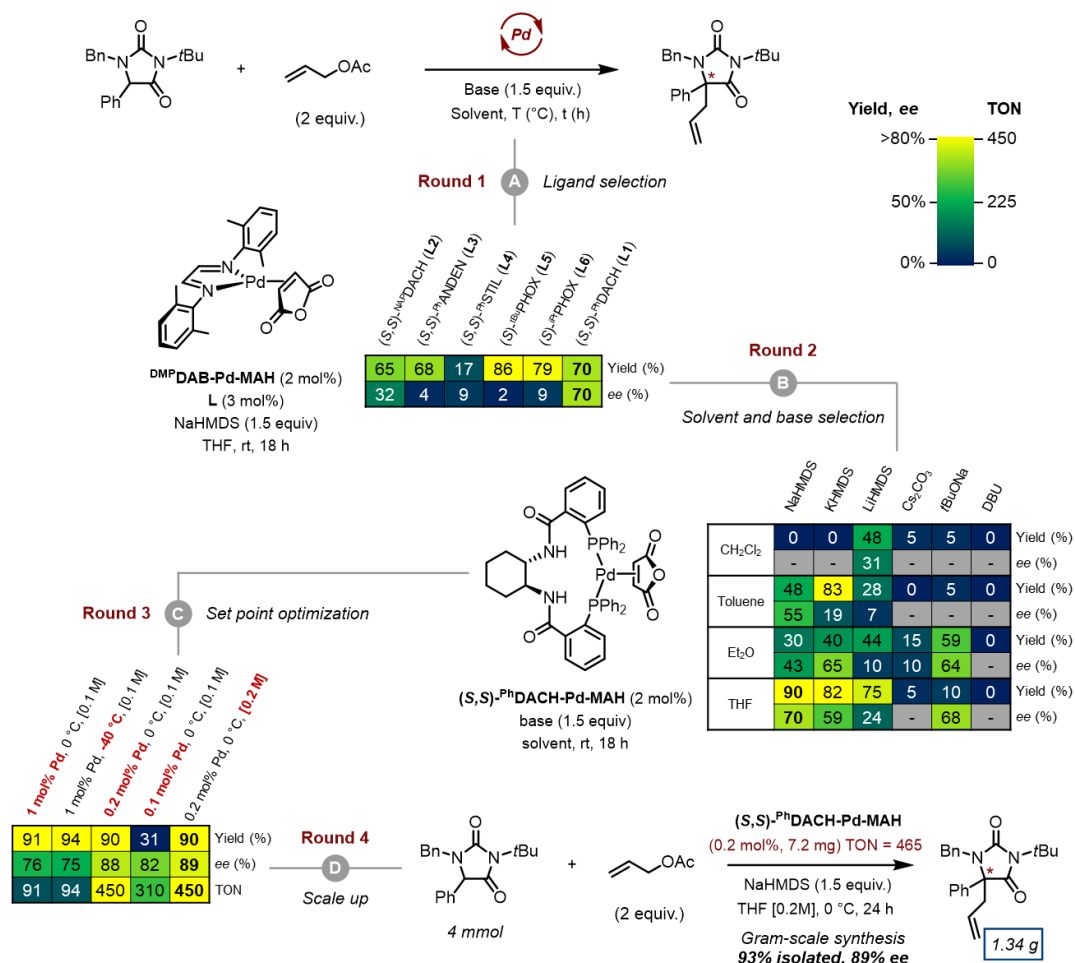 Bn
N
O
N
tBu
Ph
O
+
OAc
(2 equiv.)
Pd
Base (1.5 equiv.)
Solvent, T (°C), t (h)
Bn
N
O
N
tBu
*
Ph
O
Yield, ee TON
>80% 450
50% 225
0% 0
Round 1 A Ligand selection
N
N
Pd
O
O
O
DMPDAB-Pd-MAH (2 mol%)
L (3 mol%)
NaHMDS (1.5 equiv)
THF, rt, 18 h
(S,S)-NAPDACH (L2)
(S,S)-PhANDEN (L3)
(S,S)-PhSTIL (L4)
(S)-tBuPHOX (L5)
(S)-iPrPHOX (L6)
(S,S)-PhDACH (L1)
65 68 17 86 79 70 Yield (%)
32 4 9 2 9 70 ee (%)
Round 2
B
Solvent and base selection
NaHMDS
KHMDS
LiHMDS
Cs2CO3
tBuONa
DBU
CH2Cl2
0 0 48 5 5 0 Yield (%)
- - 31 - - - ee (%)
Toluene
48 83 28 0 5 0 Yield (%)
55 19 7 - - - ee (%)
Et2O
30 40 44 15 59 0 Yield (%)
43 65 10 10 64 - ee (%)
THF
90 82 75 5 10 0 Yield (%)
70 59 24 - 68 - ee (%)
O
NH
NH
O
PPh2
Pd
PPh2
O
O
O
(S,S)-PhDACH-Pd-MAH (2 mol%)
base (1.5 equiv)
solvent, rt, 18 h
Round 3 C Set point optimization
1 mol% Pd, 0 °C, [0.1 M]
1 mol% Pd, -40 °C, [0.1 M]
0.2 mol% Pd, 0 °C, [0.1 M]
0.1 mol% Pd, 0 °C, [0.1 M]
0.2 mol% Pd, 0 °C, [0.2 M]
91 94 90 31 90 Yield (%)
76 75 88 82 89 ee (%)
91 94 450 310 450 TON
Round 4
D
Scale up
Bn
N
O
N
tBu
Ph
O
4 mmol
+
OAc
(2 equiv.)
(S,S)-PhDACH-Pd-MAH
(0.2 mol%, 7.2 mg) TON = 465
NaHMDS (1.5 equiv.)
THF [0.2M], 0 °C, 24 h
Gram-scale synthesis
93% isolated, 89% ee
Bn
N
O
N
tBu
*
Ph
O
1.34 g